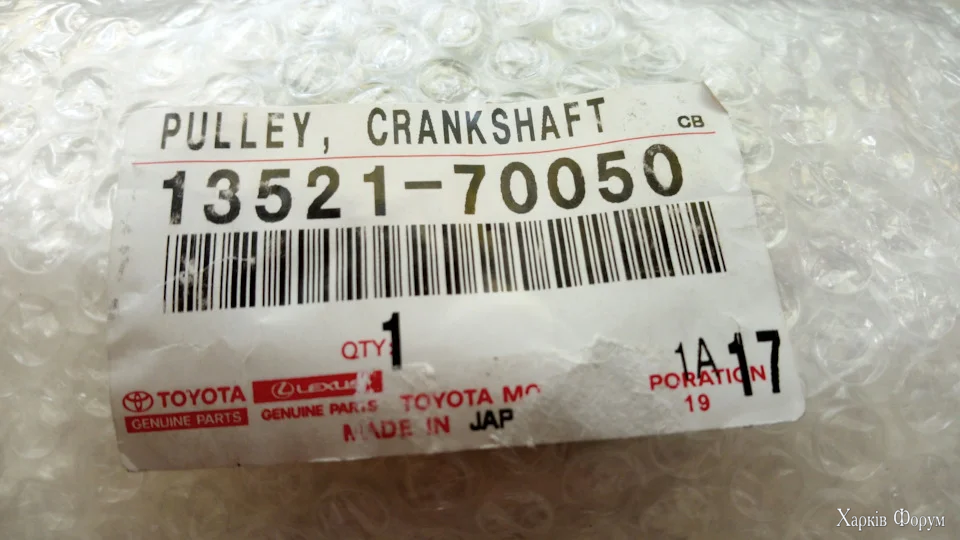 PULLEY, CRANKSHAFT CB
13521-70050
QTY 1
1A 17
TOYOTA LEXUS
GENUINE PARTS GENUINE PARTS
TOYOTA MO PORATION
MADE IN JAP 19
Харків Форум